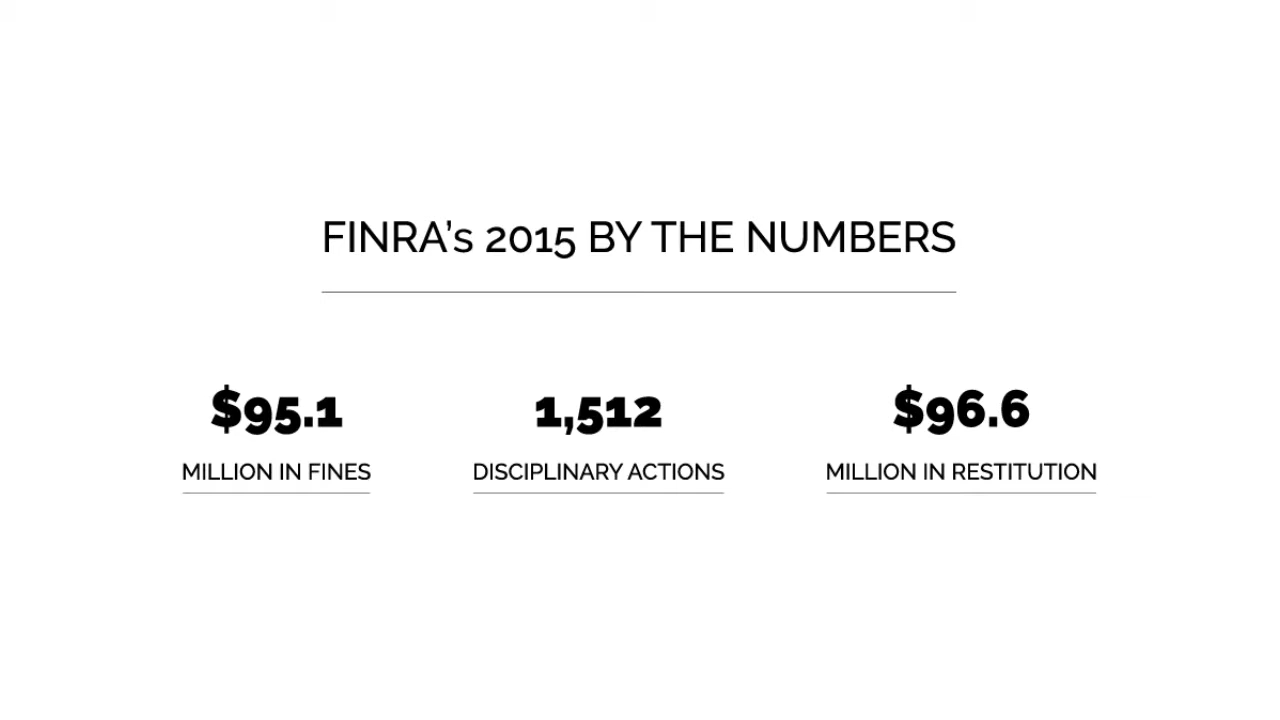 FINRA's 2015 BY THE NUMBERS
$95.1
MILLION IN FINES
1,512
DISCIPLINARY ACTIONS
$96.6
MILLION IN RESTITUTION